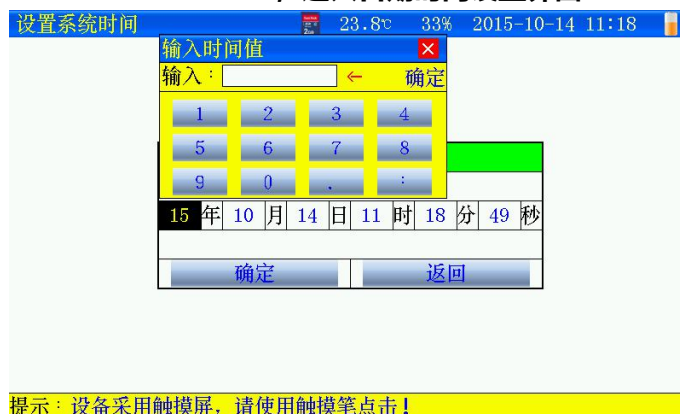 设置系统时间 23.8℃ 33% 2015-10-14 11:18
输入时间值
输入： ← 确定
1 2 3 4
5 6 7 8
9 0 . :
15 年 10 月 14 日 11 时 18 分 49 秒
确定 返回
提示：设备采用触摸屏，请使用触摸笔点击！